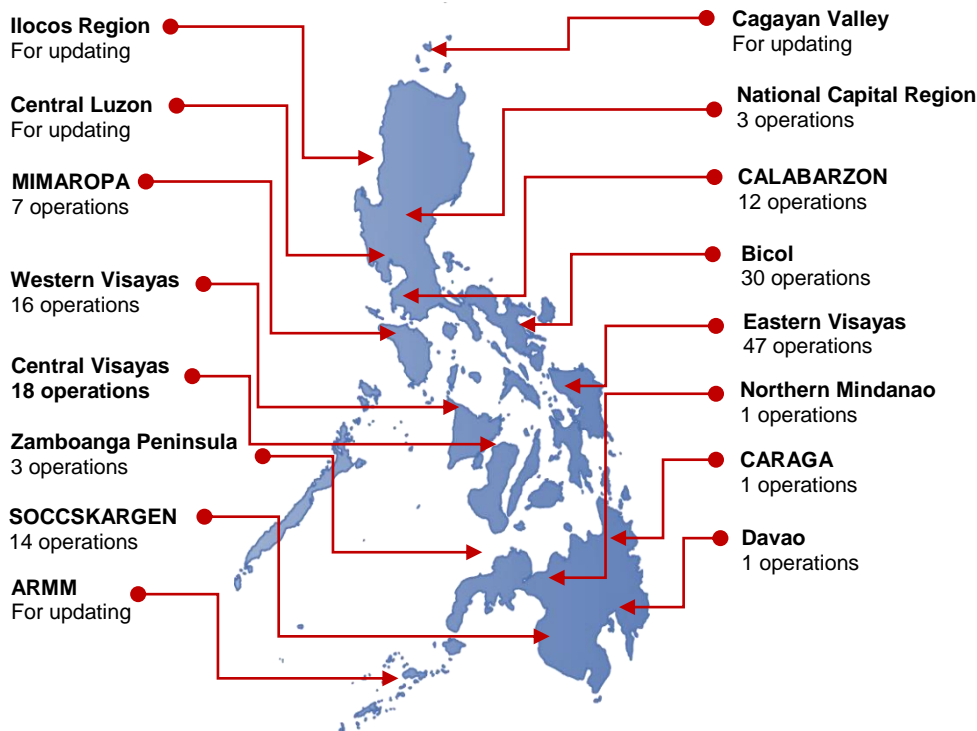 Ilocos Region
For updating
Central Luzon
For updating
MIMAROPA
7 operations
Western Visayas
16 operations
Central Visayas
18 operations
Zamboanga Peninsula
3 operations
SOCCSKARGEN
14 operations
ARMM
For updating
Cagayan Valley
For updating
National Capital Region
3 operations
CALABARZON
12 operations
Bicol
30 operations
Eastern Visayas
47 operations
Northern Mindanao
1 operations
CARAGA
1 operations
Davao
1 operations